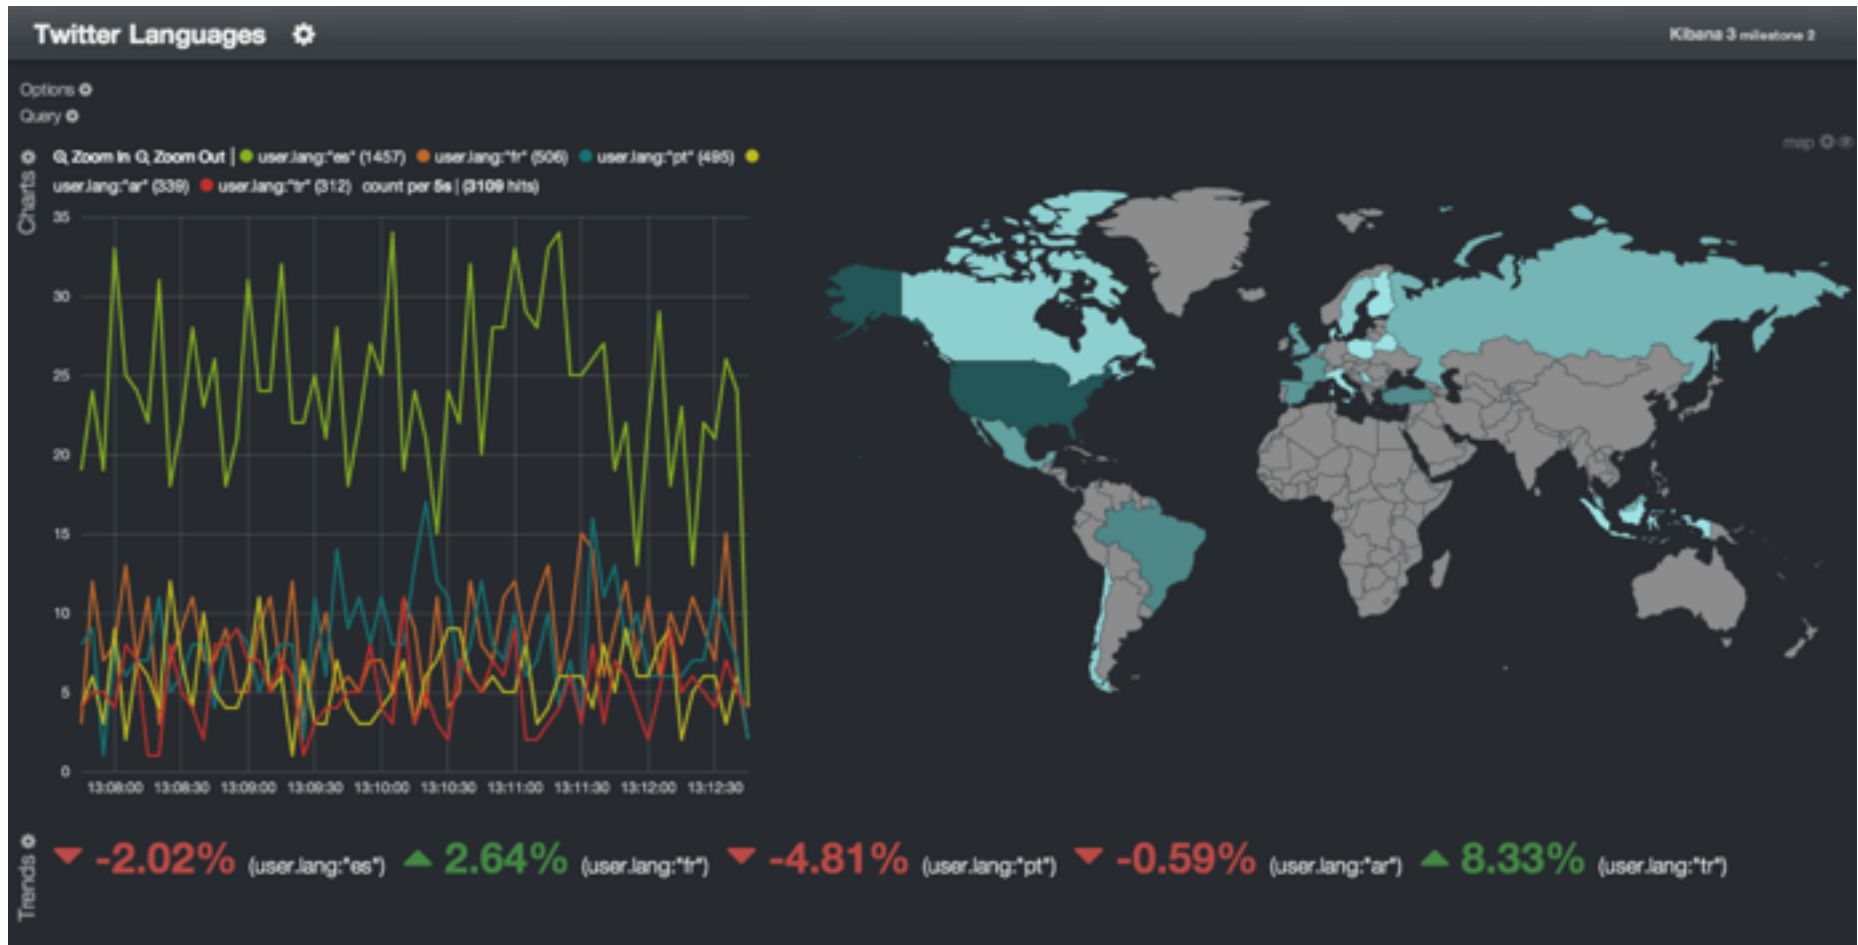 Twitter Languages
Kibana 3 milestone 2
Options
Query
map
Charts
Zoom In Zoom Out | user.lang:"es" (1457) user.lang:"fr" (506) user.lang:"pt" (495)
user.lang:"ar" (339) user.lang:"tr" (312) count per 5s | (3109 hits)
35
30
25
20
15
10
5
0
13:08:00 13:08:30 13:09:00 13:09:30 13:10:00 13:10:30 13:11:00 13:11:30 13:12:00 13:12:30
Trends
-2.02% (user.lang:"es") 2.64% (user.lang:"fr") -4.81% (user.lang:"pt") -0.59% (user.lang:"ar") 8.33% (user.lang:"tr")